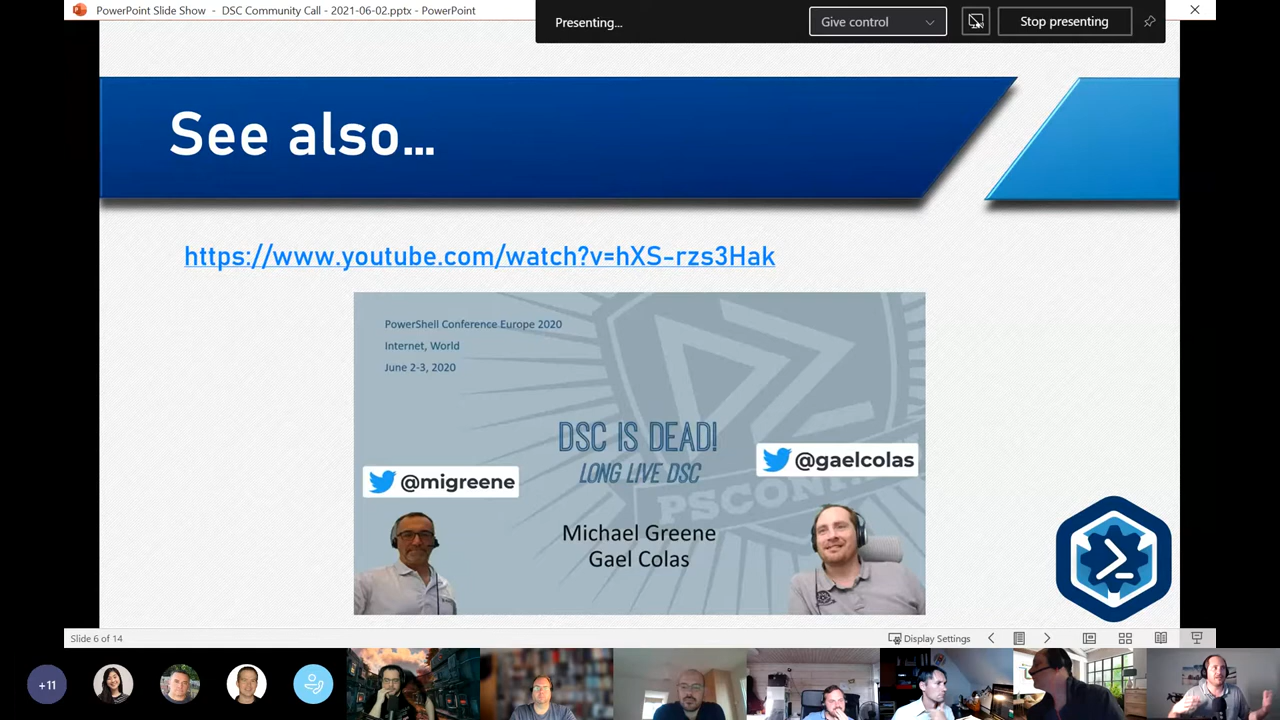 PowerPoint Slide Show - DSC Community Call - 2021-06-02.pptx - PowerPoint
Presenting...
Give control
Stop presenting
See also...
https://www.youtube.com/watch?v=hXS-rzs3Hak
PowerShell Conference Europe 2020
Internet, World
June 2-3, 2020
DSC IS DEAD!
LONG LIVE DSC
@migreene
@gaelcolas
Michael Greene
Gael Colas
Slide 6 of 14
Display Settings
+11